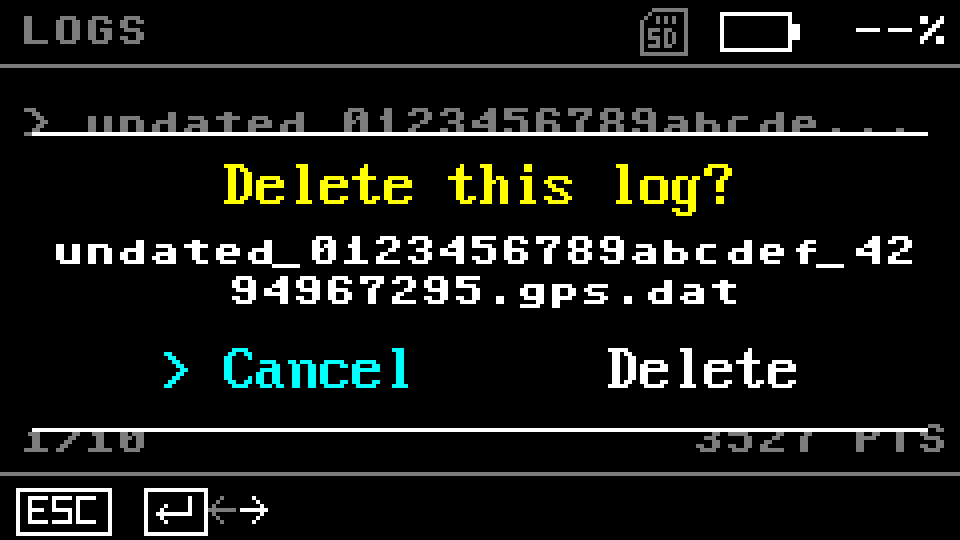 LOGS SD --%
> undated_0123456789abcde...
Delete this log?
undated_0123456789abcdef_42
94967295.gps.dat
> Cancel Delete
1/10 3527 PTS
ESC